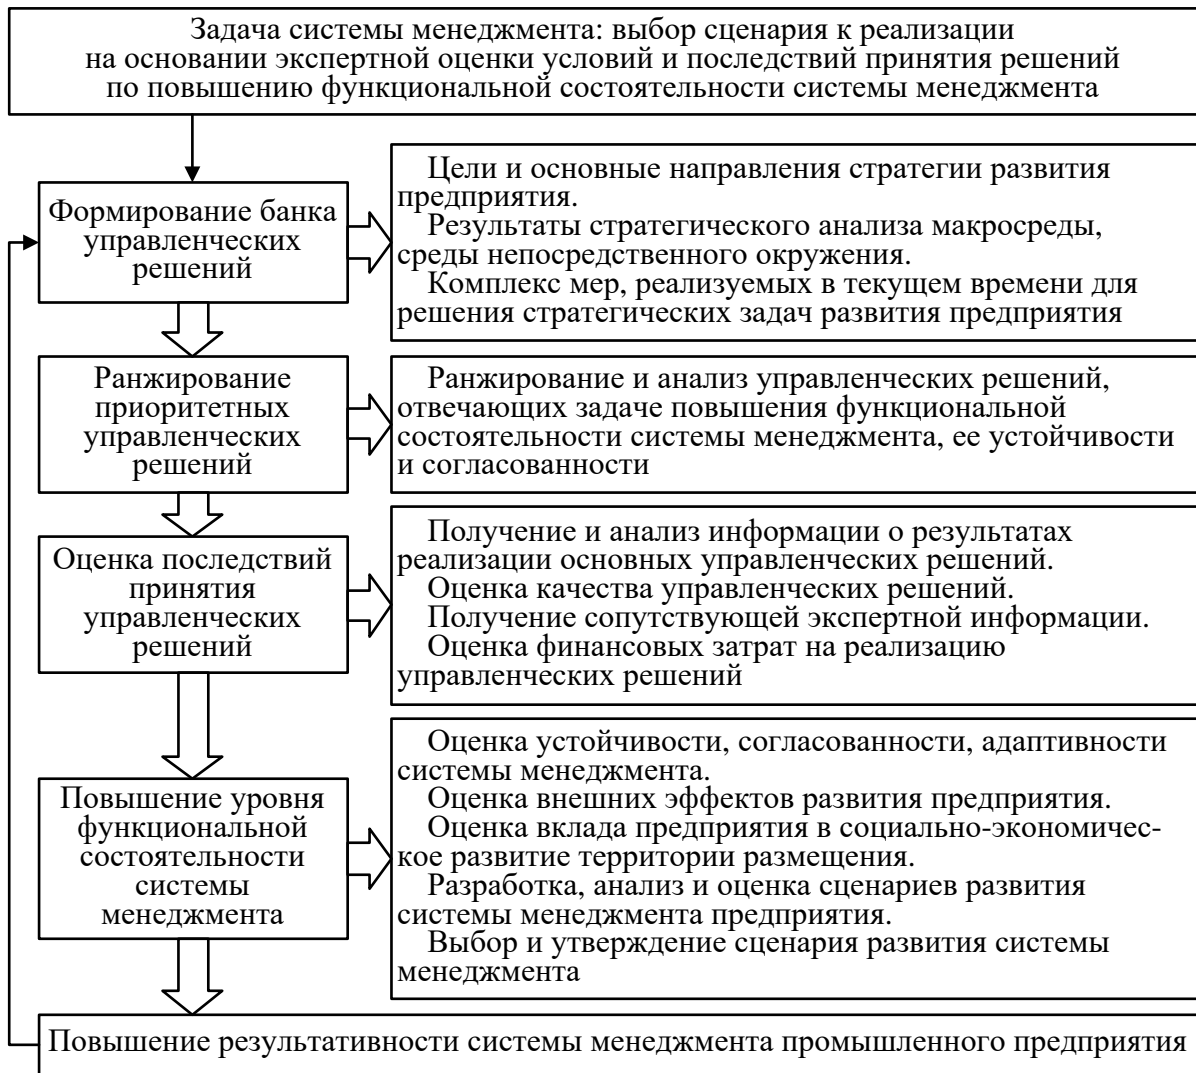 Задача системы менеджмента: выбор сценария к реализации
на основании экспертной оценки условий и последствий принятия решений
по повышению функциональной состоятельности системы менеджмента
Формирование банка
управленческих
решений
Цели и основные направления стратегии развития
предприятия.
Результаты стратегического анализа макросреды,
среды непосредственного окружения.
Комплекс мер, реализуемых в текущем времени для
решения стратегических задач развития предприятия
Ранжирование
приоритетных
управленческих
решений
Ранжирование и анализ управленческих решений,
отвечающих задаче повышения функциональной
состоятельности системы менеджмента, ее устойчивости
и согласованности
Оценка последствий
принятия
управленческих
решений
Получение и анализ информации о результатах
реализации основных управленческих решений.
Оценка качества управленческих решений.
Получение сопутствующей экспертной информации.
Оценка финансовых затрат на реализацию
управленческих решений
Повышение уровня
функциональной
состоятельности
системы
менеджмента
Оценка устойчивости, согласованности, адаптивности
системы менеджмента.
Оценка внешних эффектов развития предприятия.
Оценка вклада предприятия в социально-экономичес-
кое развитие территории размещения.
Разработка, анализ и оценка сценариев развития
системы менеджмента предприятия.
Выбор и утверждение сценария развития системы
менеджмента
Повышение результативности системы менеджмента промышленного предприятия